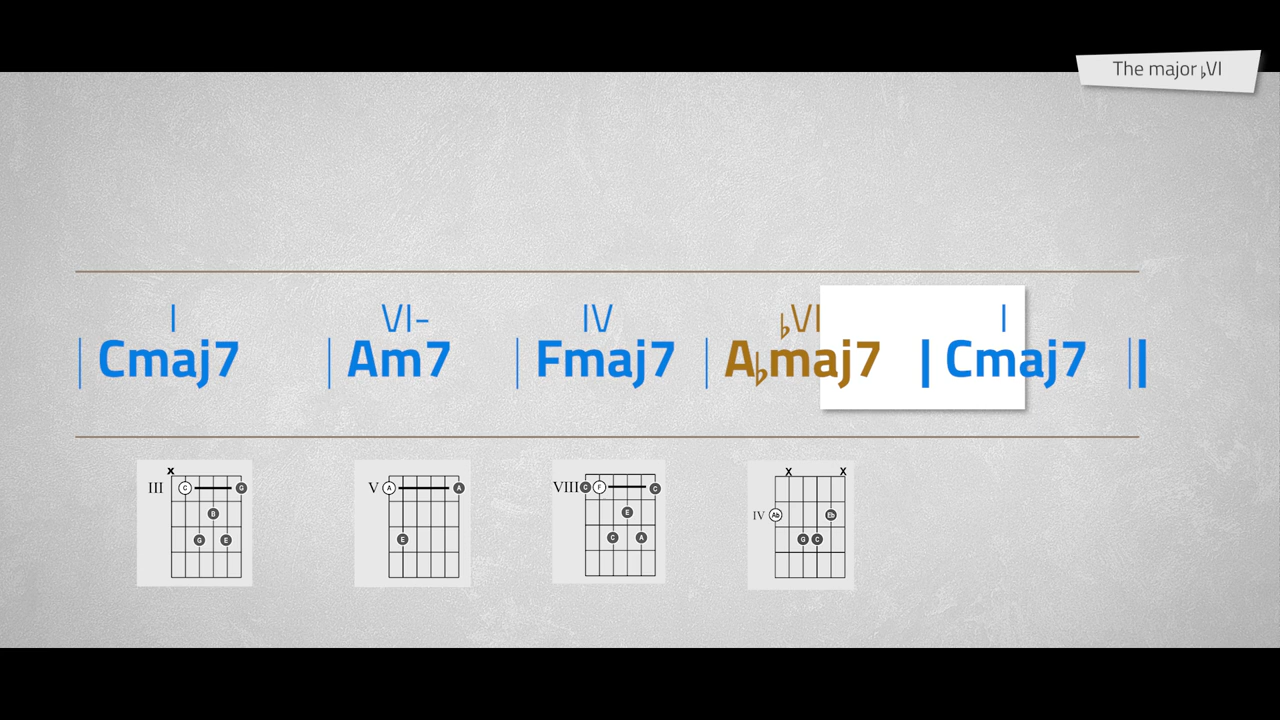 The major ♭VI
I VI- IV ♭VI I
Cmaj7 Am7 Fmaj7 A♭maj7 Cmaj7
x X X
III C G V A A VIII C F C IV Ab Eb
B E
G E E C A G C